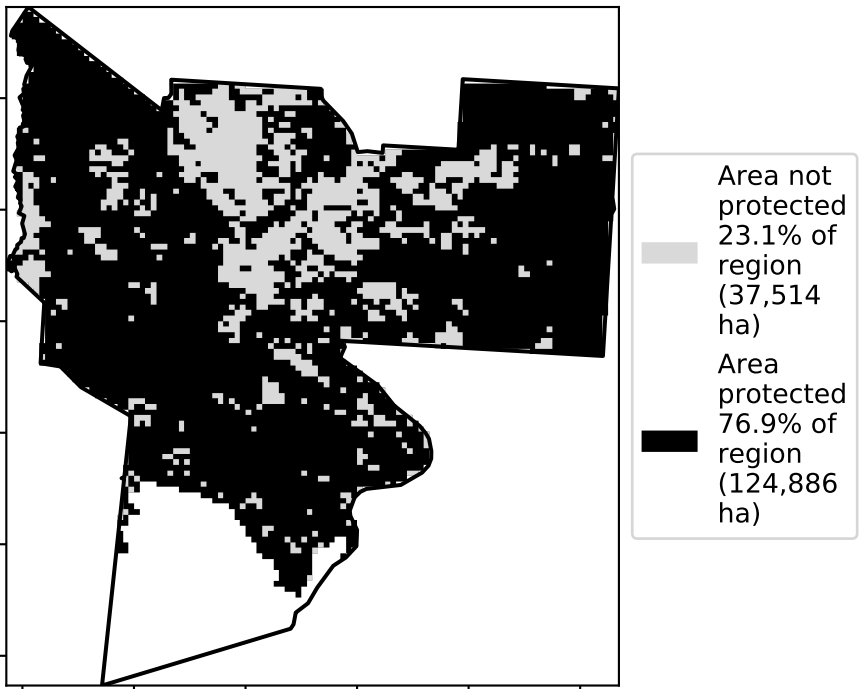 Area not
protected
23.1% of
region
(37,514
ha)
Area
protected
76.9% of
region
(124,886
ha)